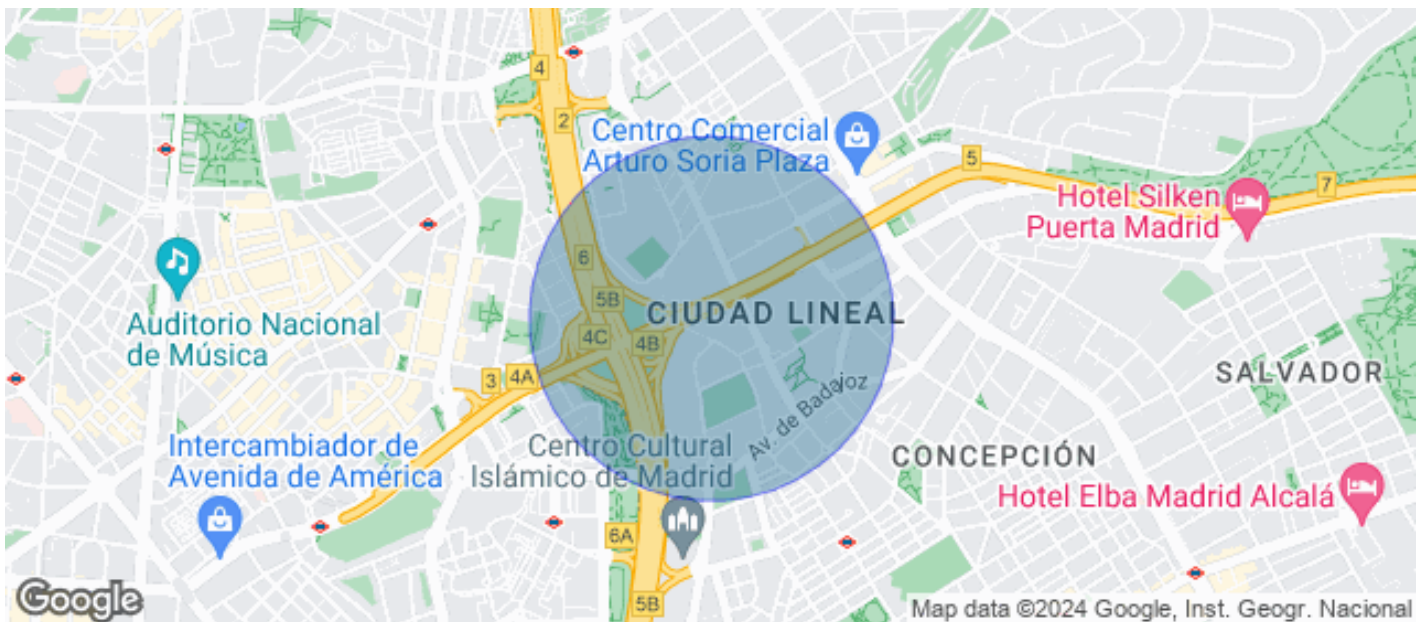 4
2
Centro Comercial
Arturo Soria Plaza
5
7
Hotel Silken
Puerta Madrid
6
5B
CIUDAD LINEAL
4C
4B
Auditorio Nacional
de Música
3
4A
SALVADOR
Av. de Badajoz
Intercambiador de
Avenida de América
Centro Cultural
Islámico de Madrid
CONCEPCIÓN
Hotel Elba Madrid Alcalá
6A
5B
Google
Map data ©2024 Google, Inst. Geogr. Nacional